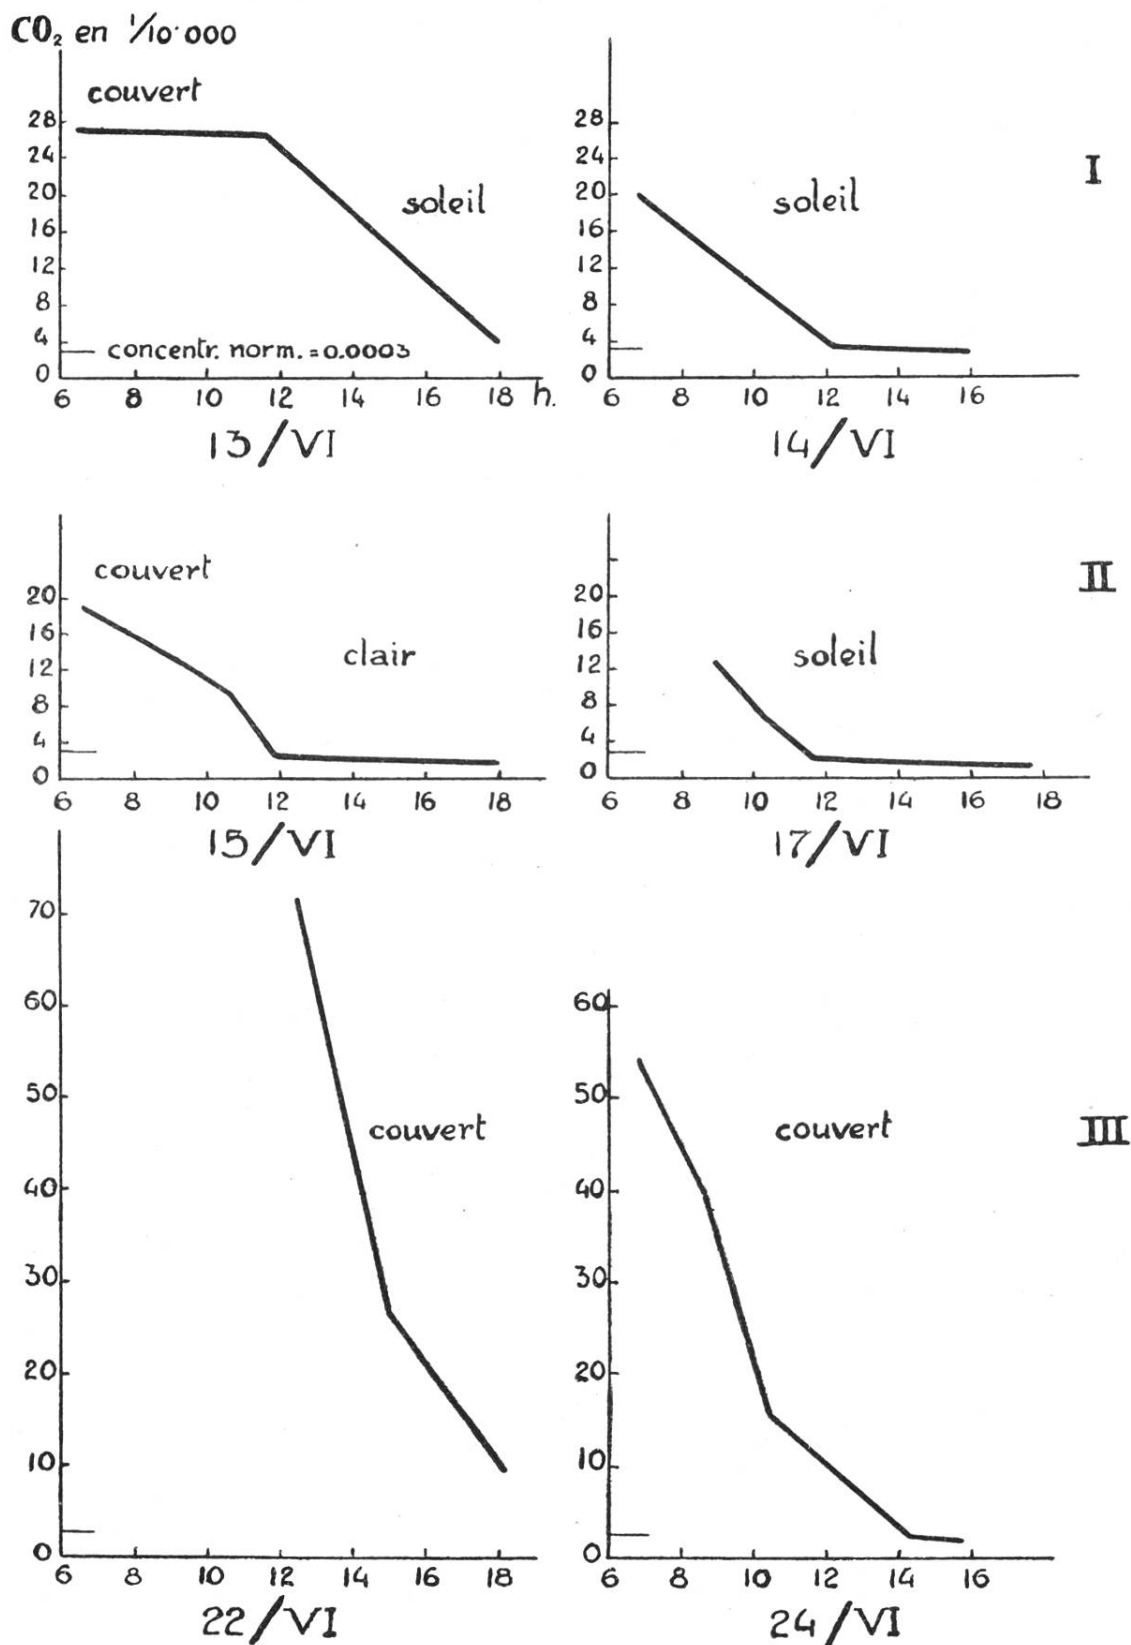 CO₂ en 1/10.000
couvert
28
24
20
16
12
8
4
0
soleil
concentr. norm. = 0.0003
6 8 10 12 14 16 18 h.
13/VI
28
24
20
16
12
8
4
0
soleil
I
6 8 10 12 14 16
14/VI
couvert
20
16
12
8
4
0
clair
6 8 10 12 14 16 18
15/VI
20
16
12
8
4
0
soleil
II
6 8 10 12 14 16 18
17/VI
70
60
50
40
30
20
10
0
couvert
6 8 10 12 14 16 18
22/VI
60
50
40
30
20
10
0
couvert
III
6 8 10 12 14 16
24/VI